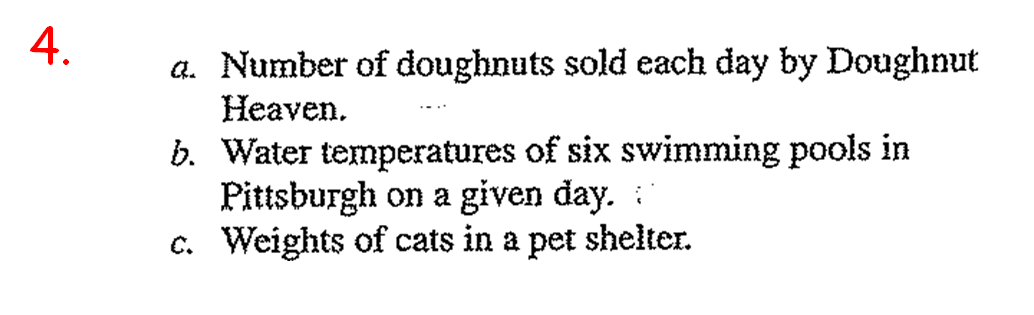 4.
a. Number of doughnuts sold each day by Doughnut
Heaven.
b. Water temperatures of six swimming pools in
Pittsburgh on a given day.
c. Weights of cats in a pet shelter.